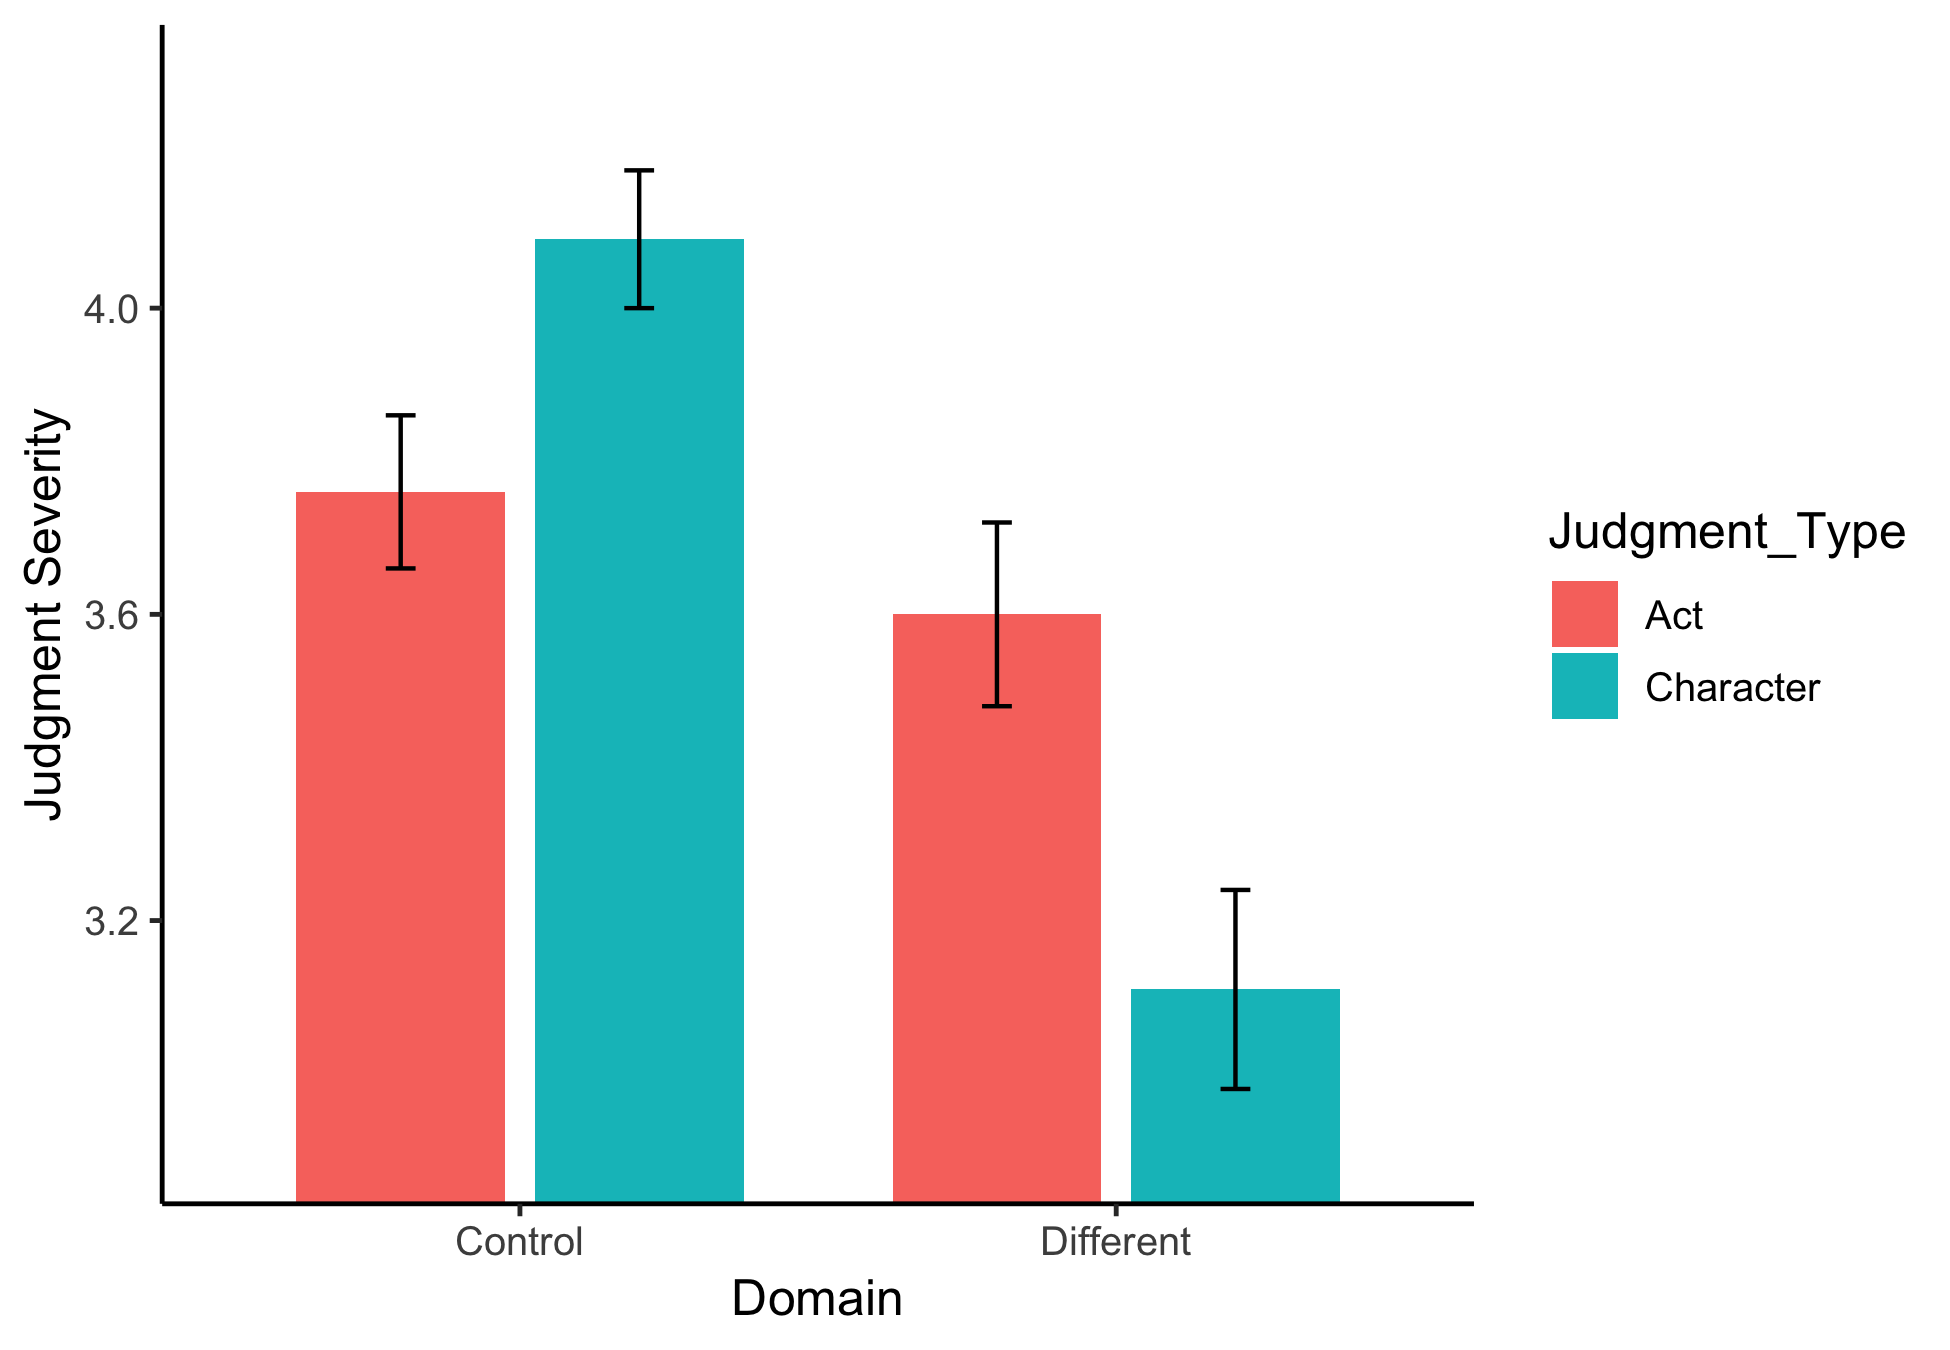 Judgment Severity
4.0
3.6
3.2
Control
Different
Domain
Judgment_Type
Act
Character